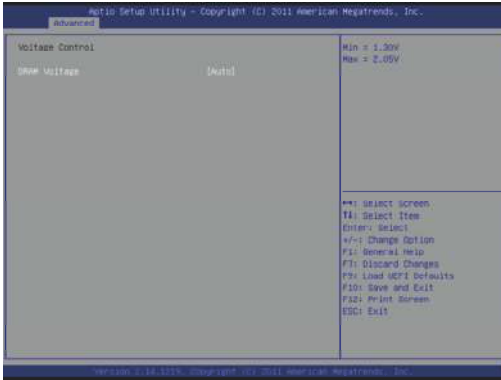 Aptio Setup Utility - Copyright (C) 2011 American Megatrends, Inc.
Advanced
Voltage Control
DRAM Voltage [Auto]
Min = 1.30V
Max = 2.05V
↔: Select Screen
↑↓: Select Item
Enter: Select
+/-: Change Option
F1: General Help
F7: Discard Changes
F9: Load UEFI Defaults
F10: Save and Exit
F12: Print Screen
ESC: Exit
Version 2.14.1219. Copyright (C) 2011 American Megatrends, Inc.